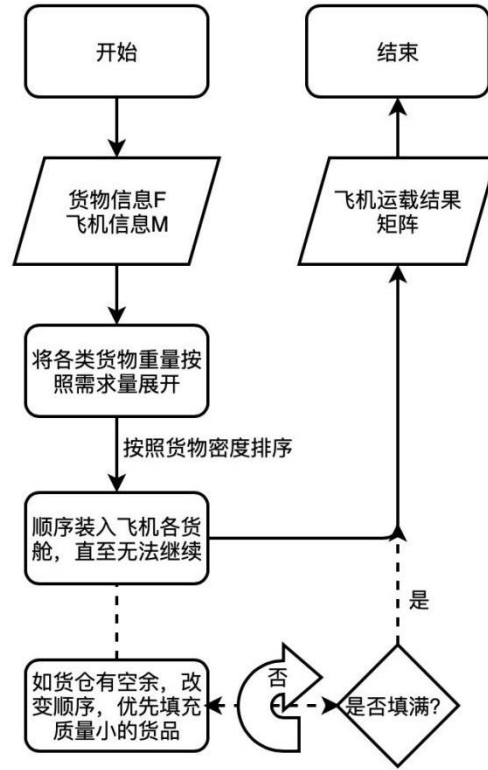 开始
结束
货物信息F
飞机信息M
飞机运载结果
矩阵
将各类货物重量按
照需求量展开
按照货物密度排序
顺序装入飞机各货
舱，直至无法继续
是
如货仓有空余，改
变顺序，优先填充
质量小的货品
否
是否填满？